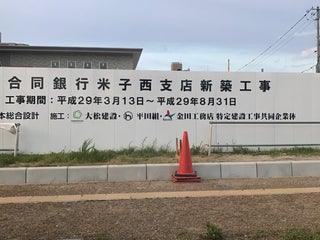 合同銀行米子西支店新築工事
工事期間：平成29年3月13日～平成29年8月31日
本総合設計 施工：大松建設・平田組・金田工務店 特定建設工事共同企業体